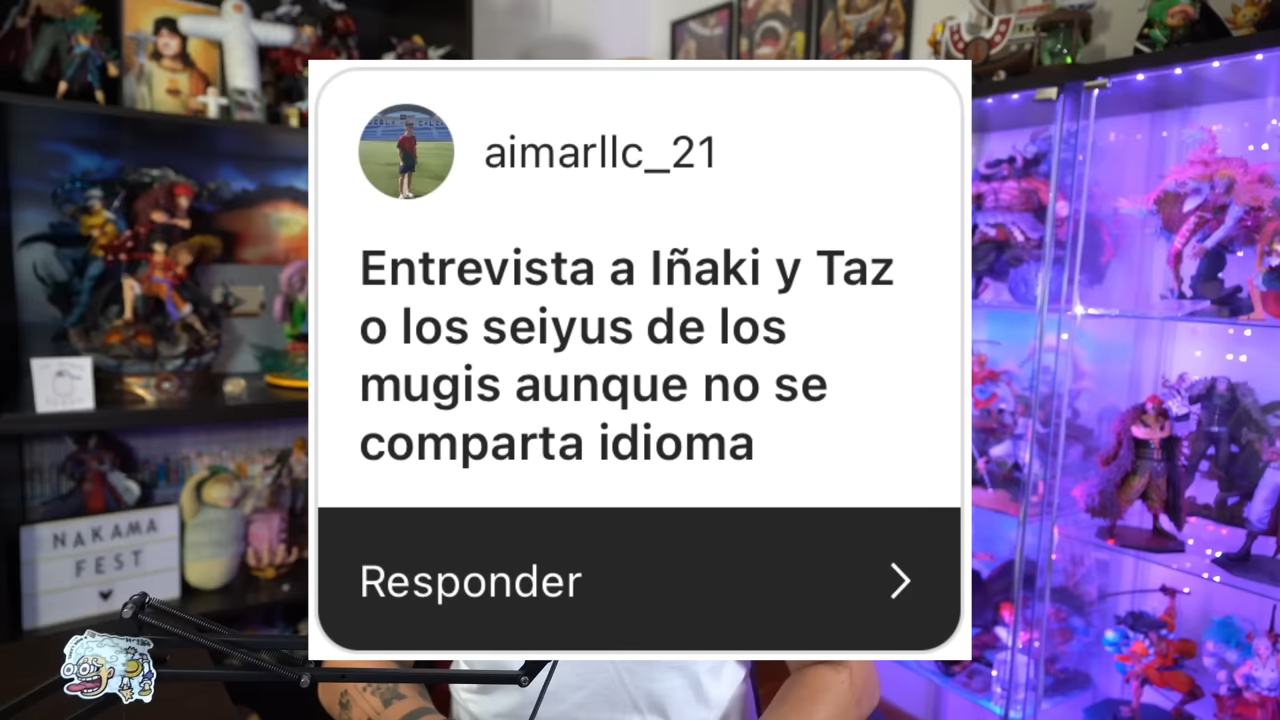 aimarllc_21
Entrevista a Iñaki y Taz
o los seiyus de los
mugis aunque no se
comparta idioma
Responder
NAKAMA
FEST